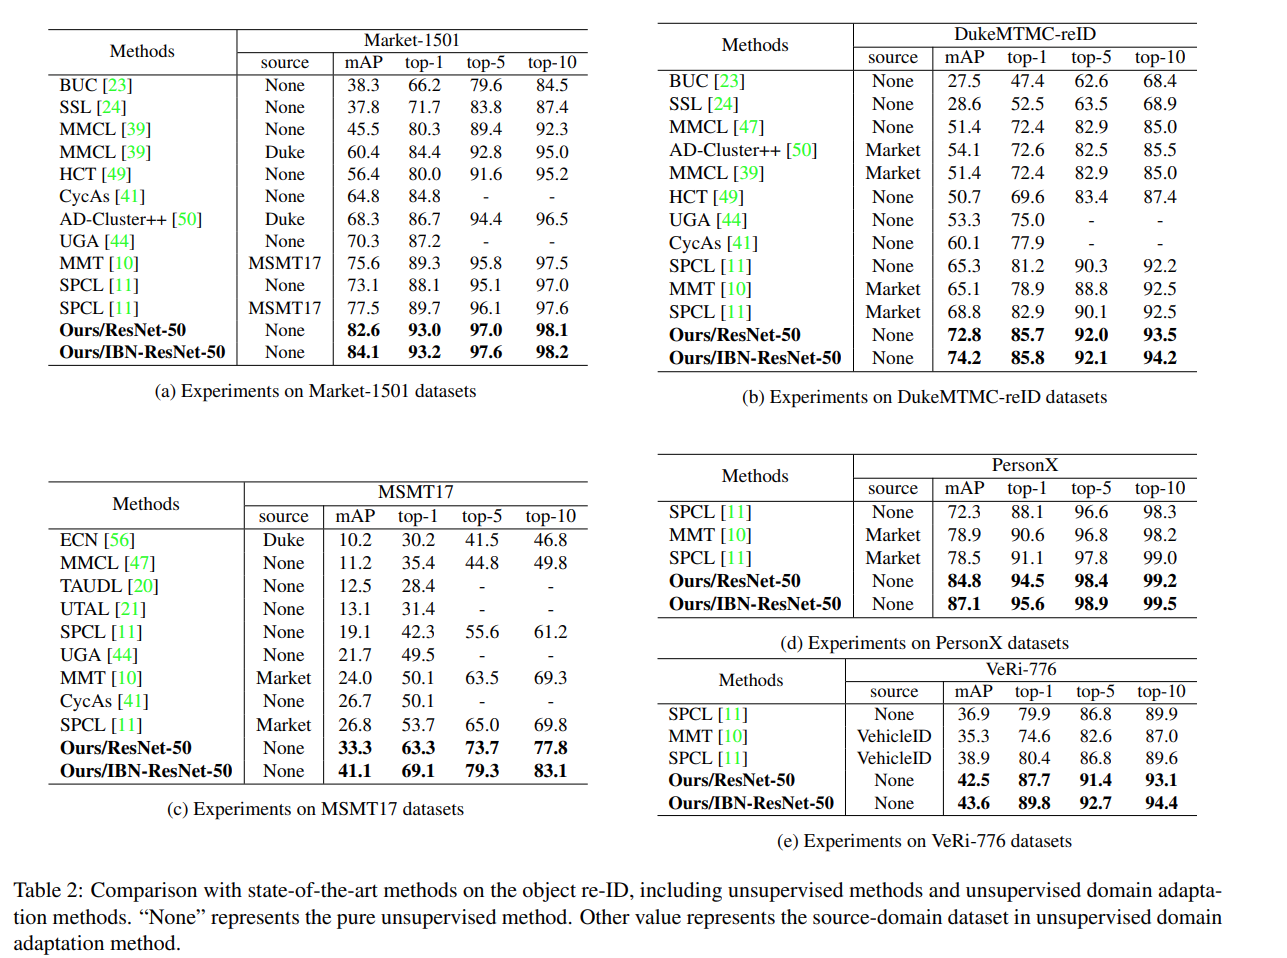 Methods Market-1501
source mAP top-1 top-5 top-10
BUC [23] None 38.3 66.2 79.6 84.5
SSL [24] None 37.8 71.7 83.8 87.4
MMCL [39] None 45.5 80.3 89.4 92.3
MMCL [39] Duke 60.4 84.4 92.8 95.0
HCT [49] None 56.4 80.0 91.6 95.2
CycAs [41] None 64.8 84.8 - -
AD-Cluster++ [50] Duke 68.3 86.7 94.4 96.5
UGA [44] None 70.3 87.2 - -
MMT [10] MSMT17 75.6 89.3 95.8 97.5
SPCL [11] None 73.1 88.1 95.1 97.0
SPCL [11] MSMT17 77.5 89.7 96.1 97.6
Ours/ResNet-50 None 82.6 93.0 97.0 98.1
Ours/IBN-ResNet-50 None 84.1 93.2 97.6 98.2
(a) Experiments on Market-1501 datasets
Methods DukeMTMC-reID
source mAP top-1 top-5 top-10
BUC [23] None 27.5 47.4 62.6 68.4
SSL [24] None 28.6 52.5 63.5 68.9
MMCL [47] None 51.4 72.4 82.9 85.0
AD-Cluster++ [50] Market 54.1 72.6 82.5 85.5
MMCL [39] Market 51.4 72.4 82.9 85.0
HCT [49] None 50.7 69.6 83.4 87.4
UGA [44] None 53.3 75.0 - -
CycAs [41] None 60.1 77.9 - -
SPCL [11] None 65.3 81.2 90.3 92.2
MMT [10] Market 65.1 78.9 88.8 92.5
SPCL [11] Market 68.8 82.9 90.1 92.5
Ours/ResNet-50 None 72.8 85.7 92.0 93.5
Ours/IBN-ResNet-50 None 74.2 85.8 92.1 94.2
(b) Experiments on DukeMTMC-reID datasets
Methods MSMT17
source mAP top-1 top-5 top-10
ECN [56] Duke 10.2 30.2 41.5 46.8
MMCL [47] None 11.2 35.4 44.8 49.8
TAUDL [20] None 12.5 28.4 - -
UTAL [21] None 13.1 31.4 - -
SPCL [11] None 19.1 42.3 55.6 61.2
UGA [44] None 21.7 49.5 - -
MMT [10] Market 24.0 50.1 63.5 69.3
CycAs [41] None 26.7 50.1 - -
SPCL [11] Market 26.8 53.7 65.0 69.8
Ours/ResNet-50 None 33.3 63.3 73.7 77.8
Ours/IBN-ResNet-50 None 41.1 69.1 79.3 83.1
(c) Experiments on MSMT17 datasets
Methods PersonX
source mAP top-1 top-5 top-10
SPCL [11] None 72.3 88.1 96.6 98.3
MMT [10] Market 78.9 90.6 96.8 98.2
SPCL [11] Market 78.5 91.1 97.8 99.0
Ours/ResNet-50 None 84.8 94.5 98.4 99.2
Ours/IBN-ResNet-50 None 87.1 95.6 98.9 99.5
(d) Experiments on PersonX datasets
Methods VeRi-776
source mAP top-1 top-5 top-10
SPCL [11] None 36.9 79.9 86.8 89.9
MMT [10] VehicleID 35.3 74.6 82.6 87.0
SPCL [11] VehicleID 38.9 80.4 86.8 89.6
Ours/ResNet-50 None 42.5 87.7 91.4 93.1
Ours/IBN-ResNet-50 None 43.6 89.8 92.7 94.4
(e) Experiments on VeRi-776 datasets
Table 2: Comparison with state-of-the-art methods on the object re-ID, including unsupervised methods and unsupervised domain adapta-
tion methods. “None” represents the pure unsupervised method. Other value represents the source-domain dataset in unsupervised domain
adaptation method.